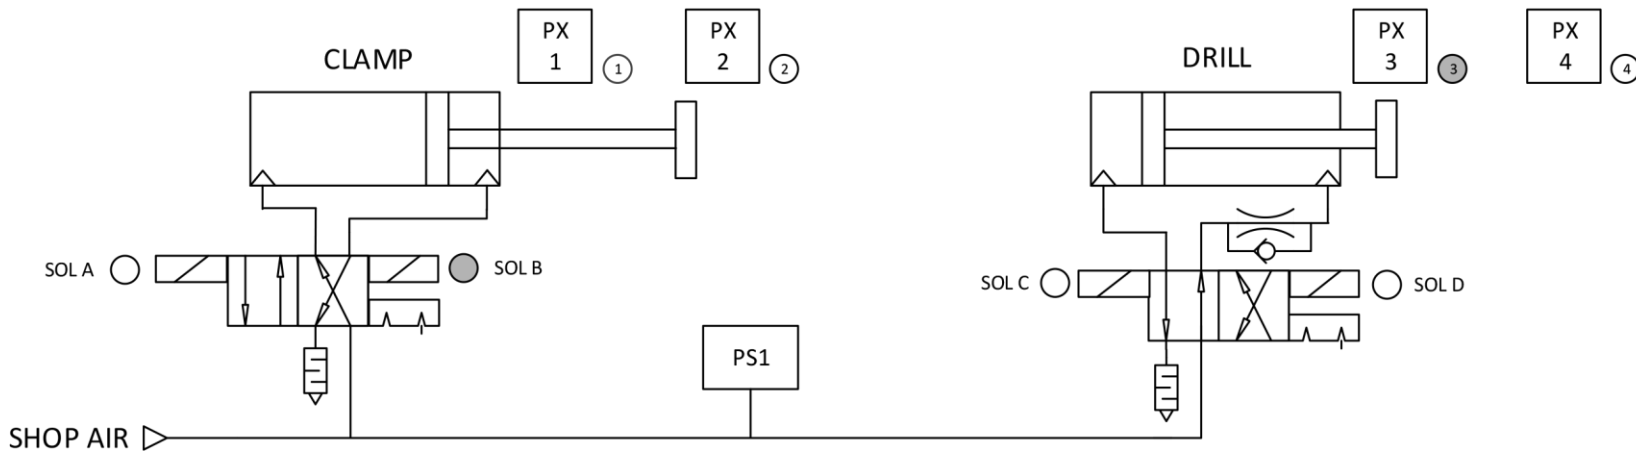 CLAMP
PX
1
1
PX
2
2
DRILL
PX
3
3
PX
4
4
SOL A
SOL B
SOL C
SOL D
PS1
SHOP AIR